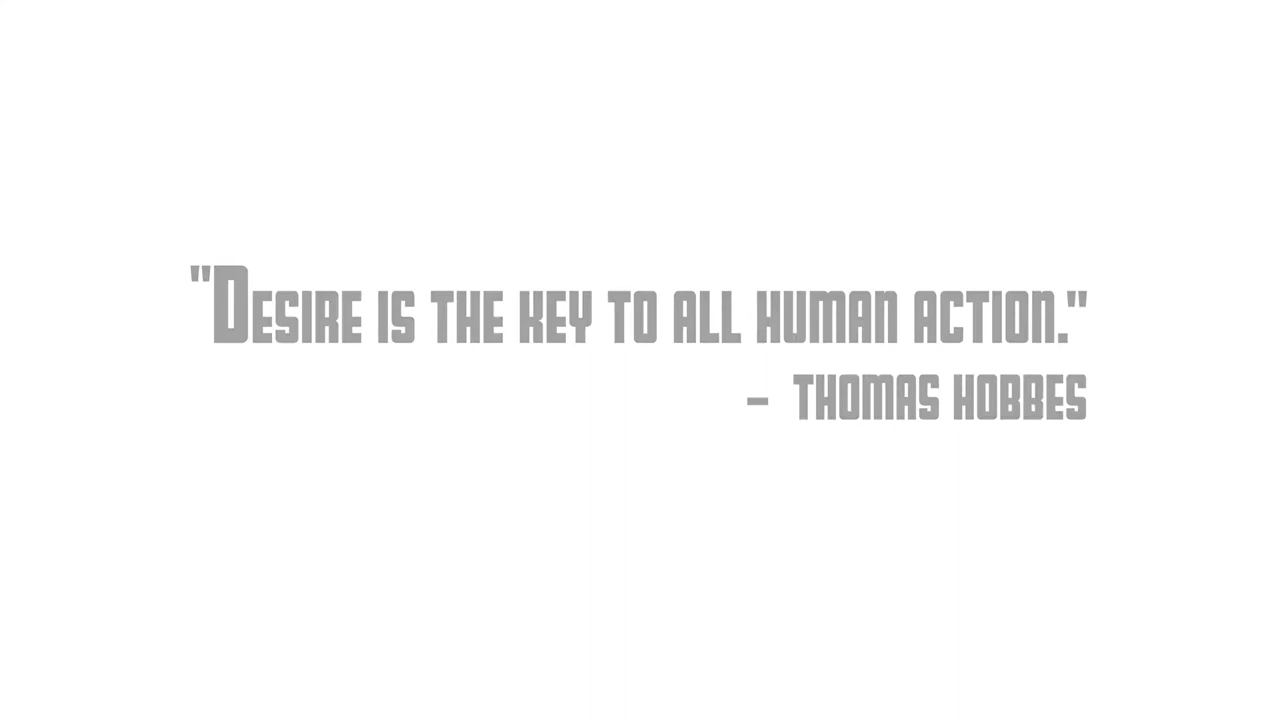 "Desire is the key to all human action."
- Thomas Hobbes